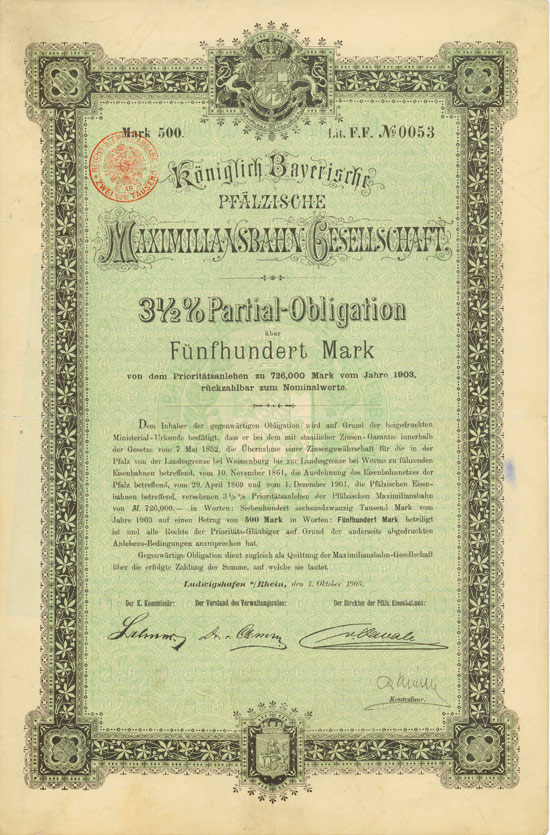 Mark 500. Lit. F.F. № 0053
Königlich Bayerische
PFÄLZISCHE
MAXIMILIANSBAHN-GESELLSCHAFT.
3½% Partial-Obligation
über
Fünfhundert Mark
von dem Prioritätsanlehen zu 726,000 Mark vom Jahre 1903,
rückzahlbar zum Nominalwerte.
Dem Inhaber der gegenwärtigen Obligation wird auf Grund der beigedruckten
Ministerial-Urkunde bestätigt, dass er bei dem mit staatlicher Zinsen-Garantie innerhalb
der Gesetze vom 7. Mai 1852, die Übernahme einer Zinsengewährschaft für die in der
Pfalz von der Landesgrenze bei Weissenburg bis zur Landesgrenze bei Worms zu führenden
Eisenbahnen betreffend, vom 10. November 1861, die Ausdehnung des Eisenbahnnetzes der
Pfalz betreffend, vom 29. April 1869 und vom 1. Dezember 1901, die Pfälzischen Eisen-
bahnen betreffend, versehenen 3½% Prioritätsanlehen der Pfälzischen Maximiliansbahn
von M. 726,000.— in Worten: Siebenhundert sechsundzwanzig Tausend Mark vom
Jahre 1903 auf einen Betrag von 500 Mark in Worten: Fünfhundert Mark beteiligt
ist und alle Rechte der Prioritäts-Gläubiger auf Grund der anderseits abgedruckten
Anlehens-Bedingungen anzusprechen hat.
Gegenwärtige Obligation dient zugleich als Quittung der Maximiliansbahn-Gesellschaft
über die erfolgte Zahlung der Summe, auf welche sie lautet.
Ludwigshafen a/Rhein, den 1. Oktober 1903.
Der K. Kommissär: Der Vorstand des Verwaltungsrates: Der Direktor der Pfälz. Eisenbahnen:
Kontrolleur.